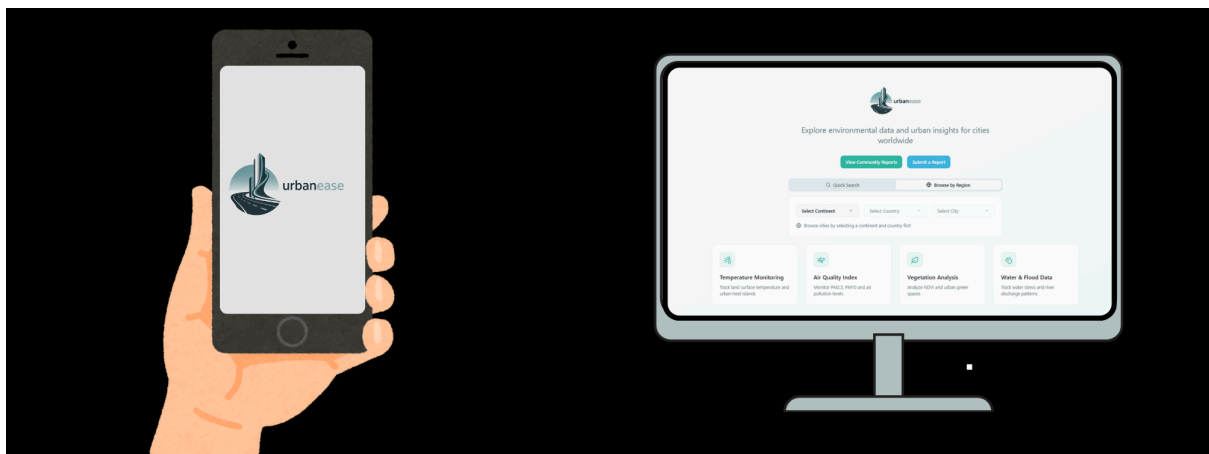 urbanease
urbanease
Explore environmental data and urban insights for cities
worldwide
View Community Reports
Submit a Report
Quick Search
Browse by Region
Select Continent
Select Country
Select City
Browse cities by selecting a continent and country first
Temperature Monitoring
Track land surface temperature and
urban heat islands
Air Quality Index
Monitor PM2.5, PM10 and air
pollution levels
Vegetation Analysis
Analyze NDVI and urban green
spaces
Water & Flood Data
Track water stress and river
discharge patterns